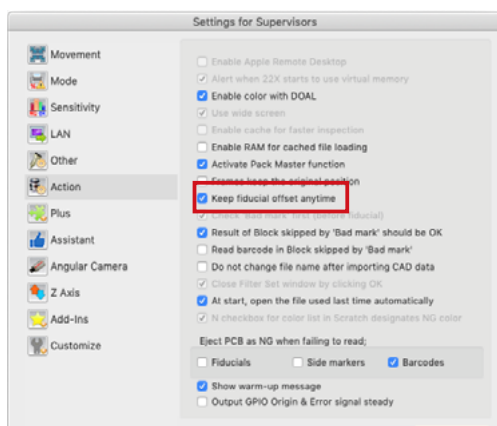 Settings for Supervisors
Movement
Mode
Sensitivity
LAN
Other
Action
Plus
Assistant
Angular Camera
Z Axis
Add-Ins
Customize
Enable Apple Remote Desktop
Alert when 22X starts to use virtual memory
Enable color with DOAL
Use wide screen
Enable cache for faster inspection
Enable RAM for cached file loading
Activate Pack Master function
Frames keep the original position
Keep fiducial offset anytime
Check 'Bad mark' first (before fiducial)
Result of Block skipped by 'Bad mark' should be OK
Read barcode in Block skipped by 'Bad mark'
Do not change file name after importing CAD data
Close Filter Set window by clicking OK
At start, open the file used last time automatically
N checkbox for color list in Scratch designates NG color
Eject PCB as NG when failing to read;
Fiducials Side markers Barcodes
Show warm-up message
Output GPIO Origin & Error signal steady